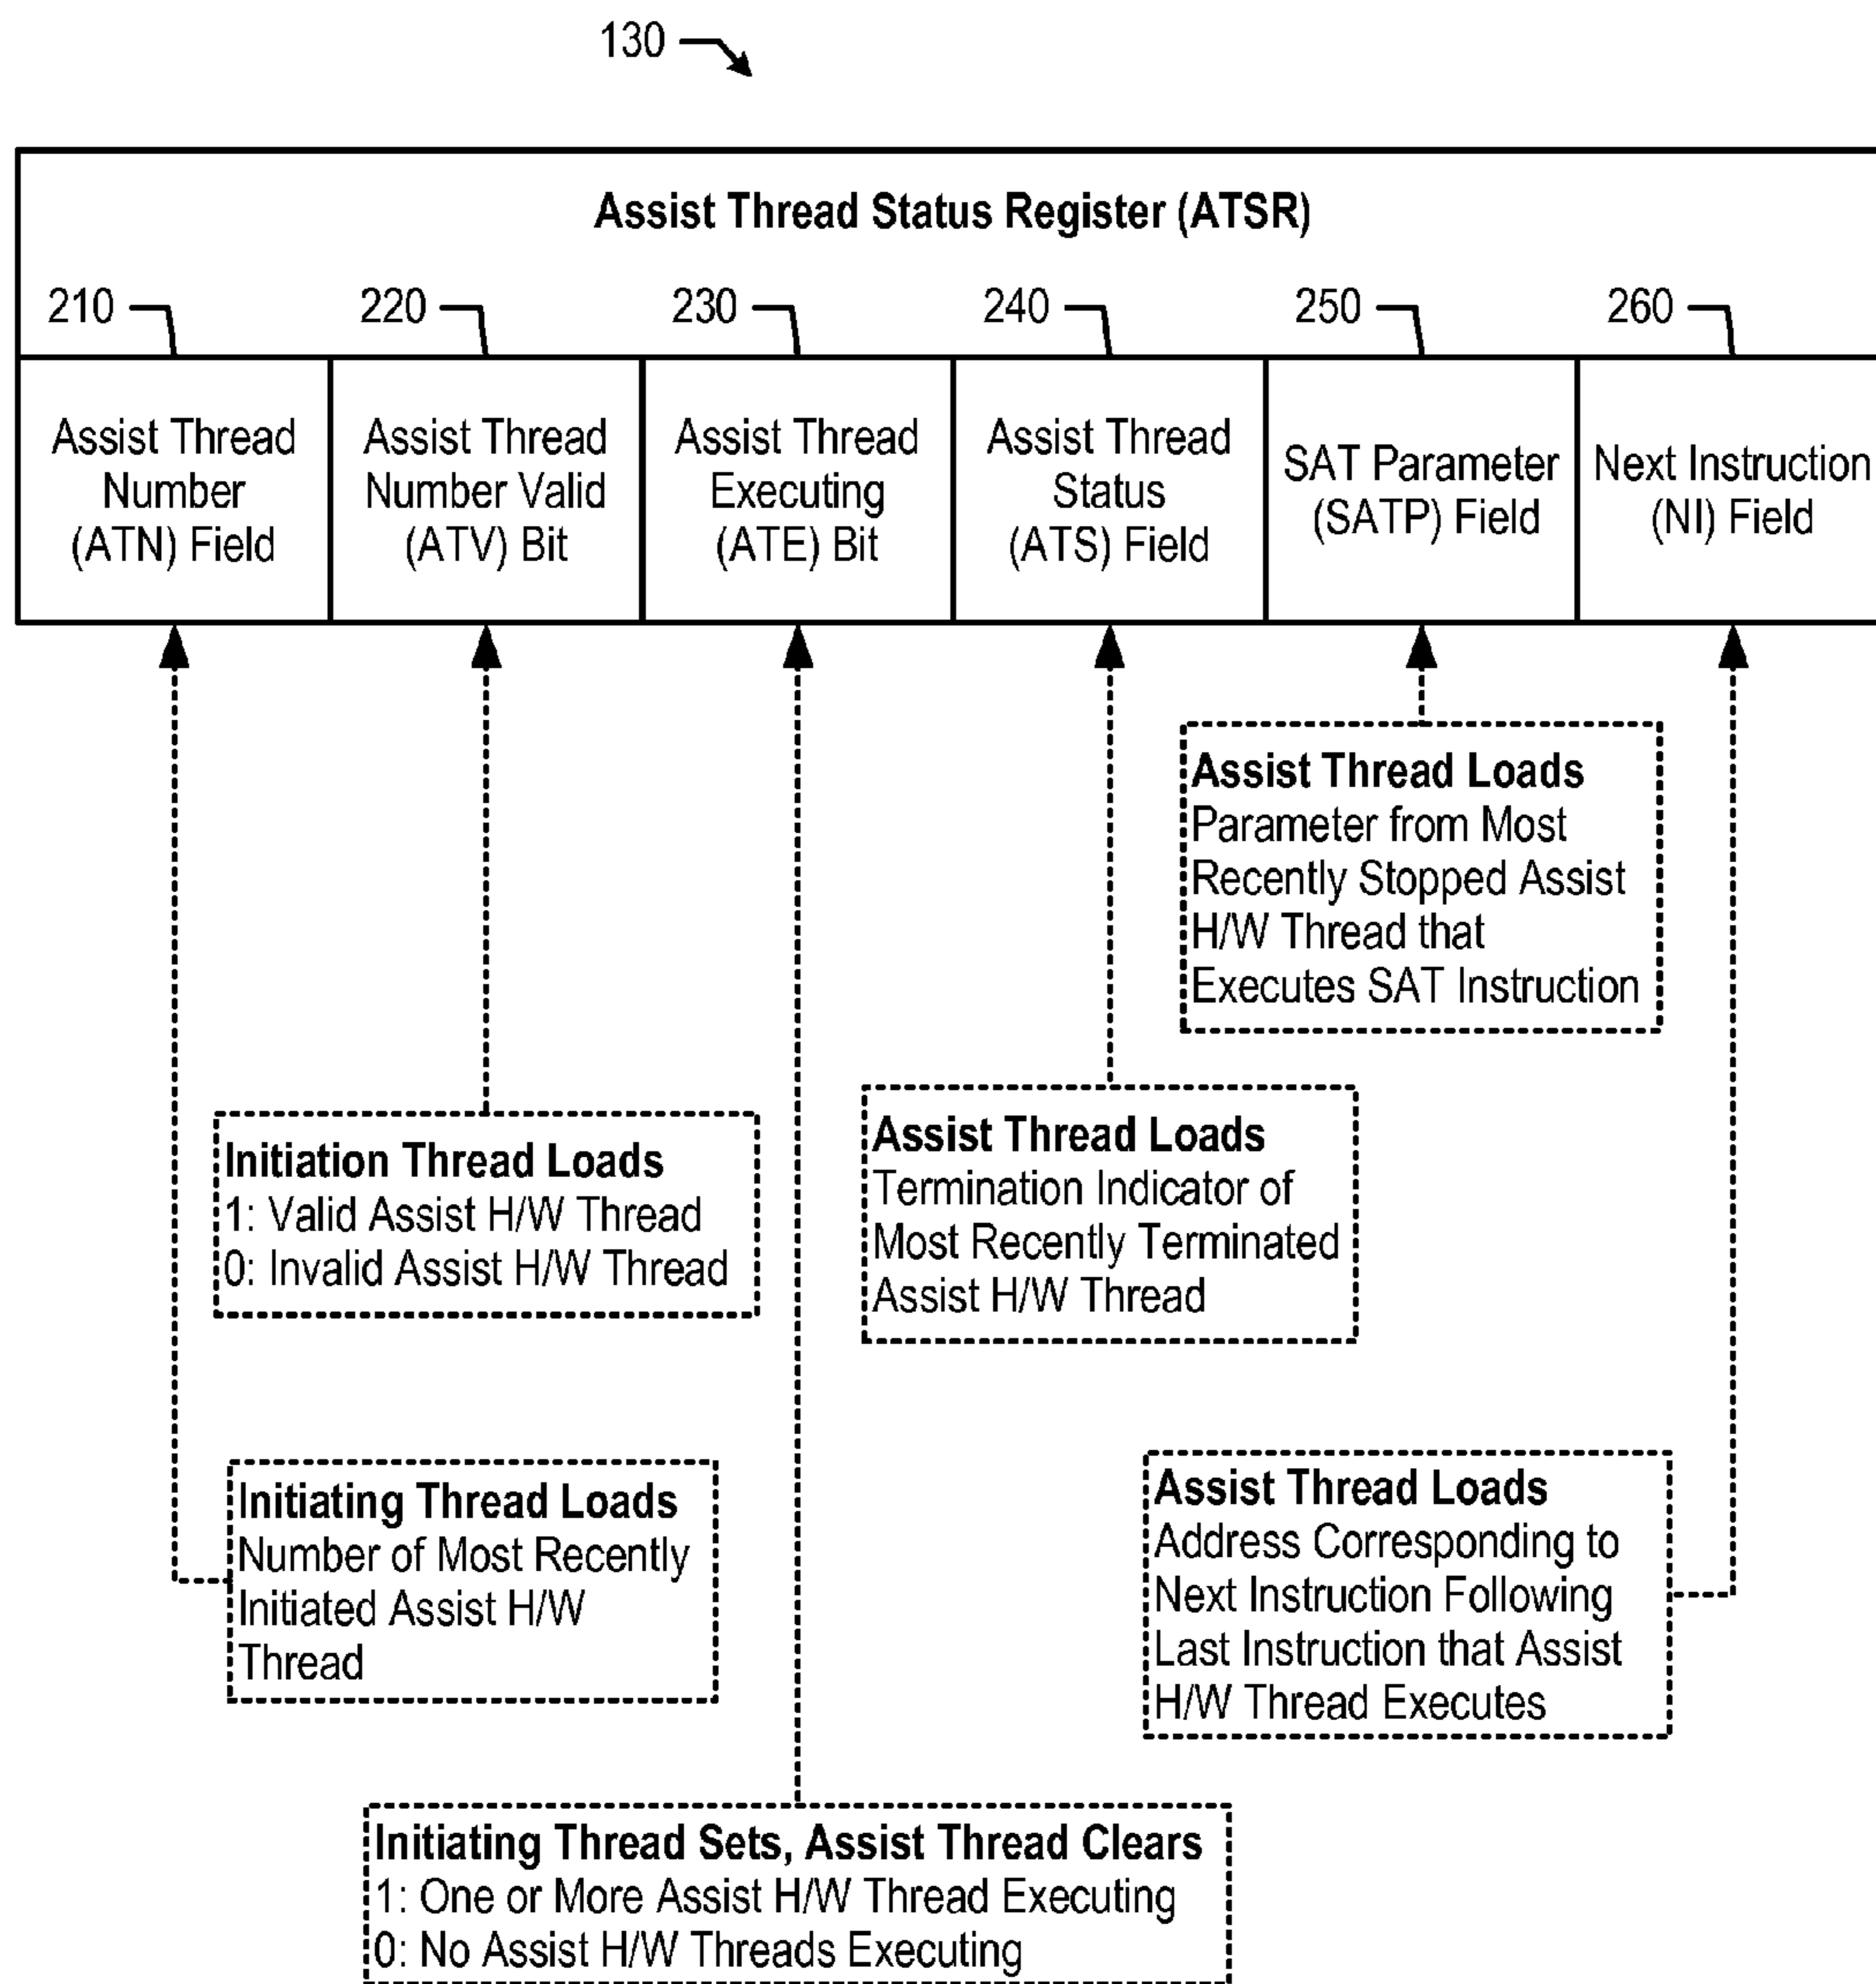 130
Assist Thread Status Register (ATSR)
210
220
230
240
250
260
Assist Thread
Number
(ATN) Field
Assist Thread
Number Valid
(ATV) Bit
Assist Thread
Executing
(ATE) Bit
Assist Thread
Status
(ATS) Field
SAT Parameter
(SATP) Field
Next Instruction
(NI) Field
Assist Thread Loads
Parameter from Most
Recently Stopped Assist
H/W Thread that
Executes SAT Instruction
Initiation Thread Loads
1: Valid Assist H/W Thread
0: Invalid Assist H/W Thread
Assist Thread Loads
Termination Indicator of
Most Recently Terminated
Assist H/W Thread
Initiating Thread Loads
Number of Most Recently
Initiated Assist H/W
Thread
Assist Thread Loads
Address Corresponding to
Next Instruction Following
Last Instruction that Assist
H/W Thread Executes
Initiating Thread Sets, Assist Thread Clears
1: One or More Assist H/W Thread Executing
0: No Assist H/W Threads Executing